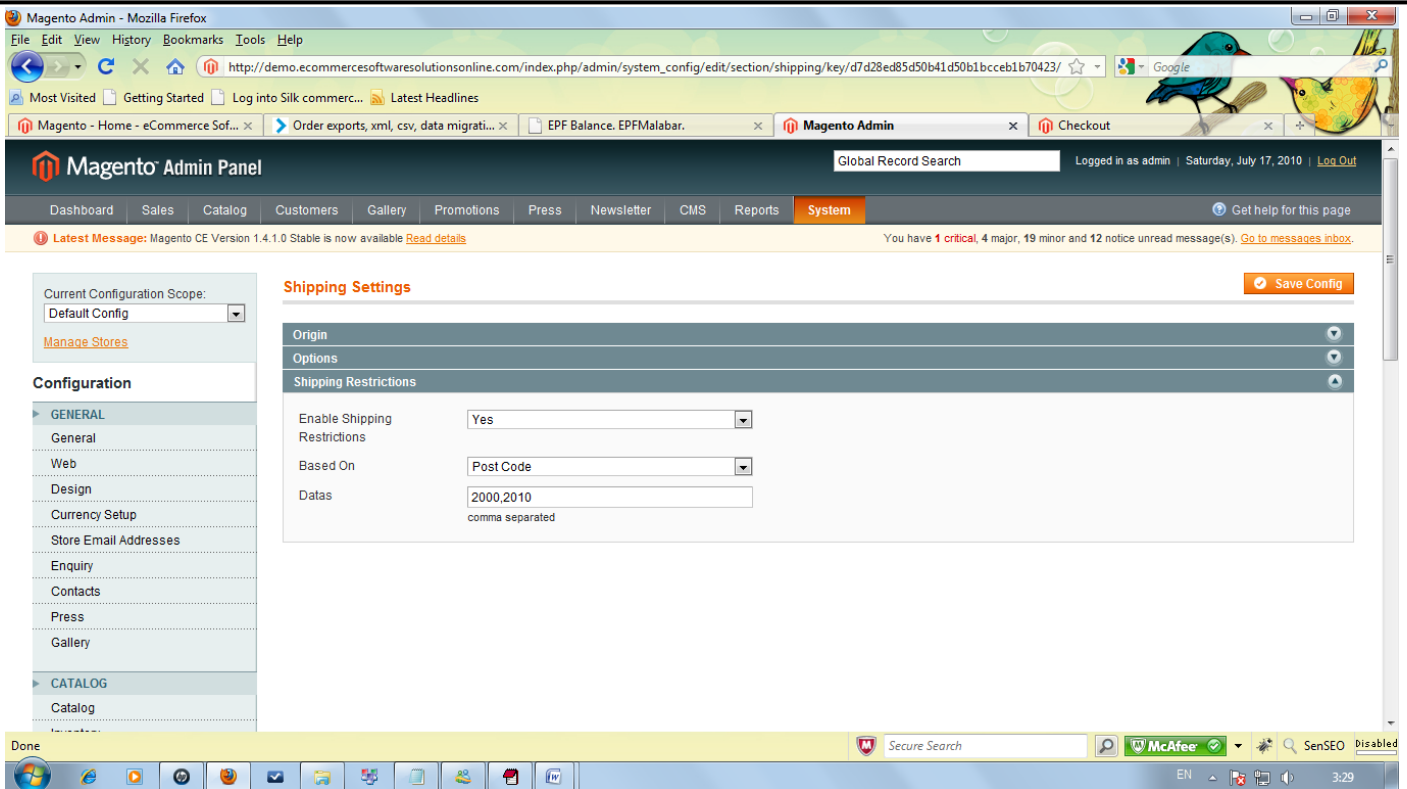 Magento Admin - Mozilla Firefox
File Edit View History Bookmarks Tools Help
http://demo.ecommercesoftwaresolutionsonline.com/index.php/admin/system_config/edit/section/shipping/key/d7d28ed85d50b41d50b1bcceb1b70423/ Google
Most Visited Getting Started Log into Silk commerc... Latest Headlines
Magento - Home - eCommerce Sof... Order exports, xml, csv, data migrati... EPF Balance. EPFMalabar. Magento Admin Checkout
Magento Admin Panel Global Record Search Logged in as admin | Saturday, July 17, 2010 | Log Out
Dashboard Sales Catalog Customers Gallery Promotions Press Newsletter CMS Reports System Get help for this page
Latest Message: Magento CE Version 1.4.1.0 Stable is now available Read details You have 1 critical, 4 major, 19 minor and 12 notice unread message(s). Go to messages inbox.
Current Configuration Scope:
Default Config
Manage Stores
Configuration
GENERAL
General
Web
Design
Currency Setup
Store Email Addresses
Enquiry
Contacts
Press
Gallery
CATALOG
Catalog
Shipping Settings Save Config
Origin
Options
Shipping Restrictions
Enable Shipping Restrictions Yes
Based On Post Code
Datas 2000,2010
comma separated
Done Secure Search McAfee SenSEO Disabled
EN 3:29